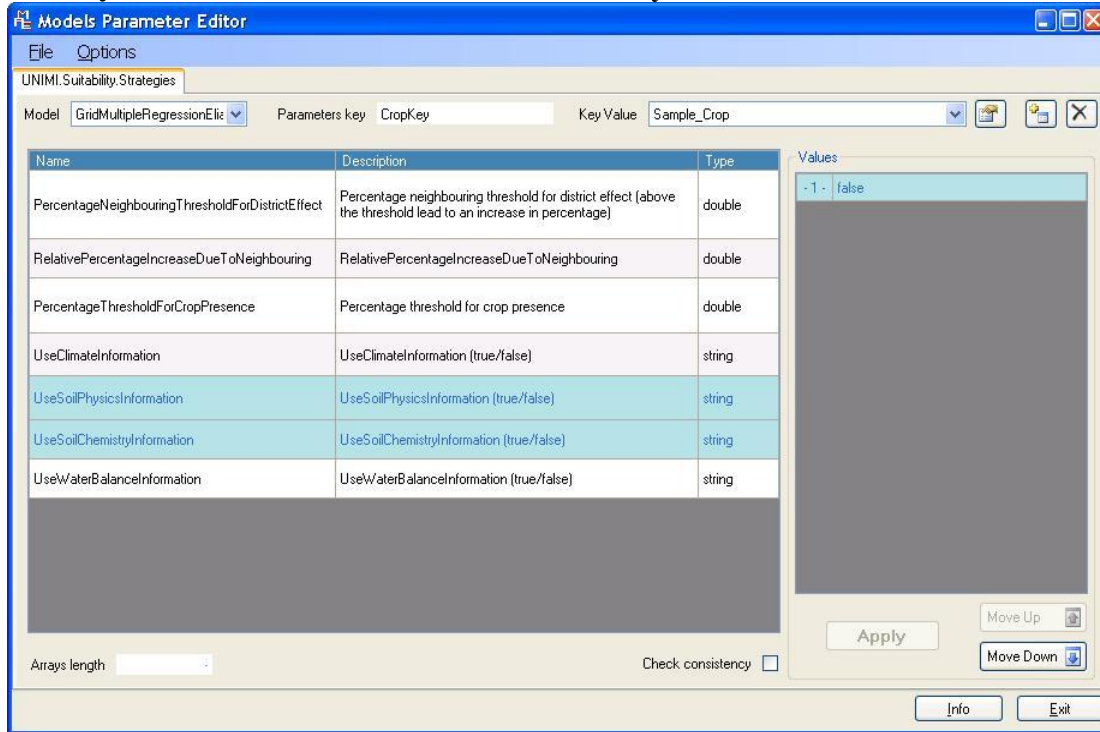 Models Parameter Editor
File Options
UNIMI.Suitability.Strategies
Model GridMultipleRegressionElia Parameters key CropKey Key Value Sample_Crop
Name Description Type
PercentageNeighbouringThresholdForDistrictEffect Percentage neighbouring threshold for district effect (above
the threshold lead to an increase in percentage) double
RelativePercentageIncreaseDueToNeighbouring RelativePercentageIncreaseDueToNeighbouring double
PercentageThresholdForCropPresence Percentage threshold for crop presence double
UseClimateInformation UseClimateInformation (true/false) string
UseSoilPhysicsInformation UseSoilPhysicsInformation (true/false) string
UseSoilChemistryInformation UseSoilChemistryInformation (true/false) string
UseWaterBalanceInformation UseWaterBalanceInformation (true/false) string
Values
- 1 - false
Move Up
Apply
Move Down
Arrays length - Check consistency
Info Exit